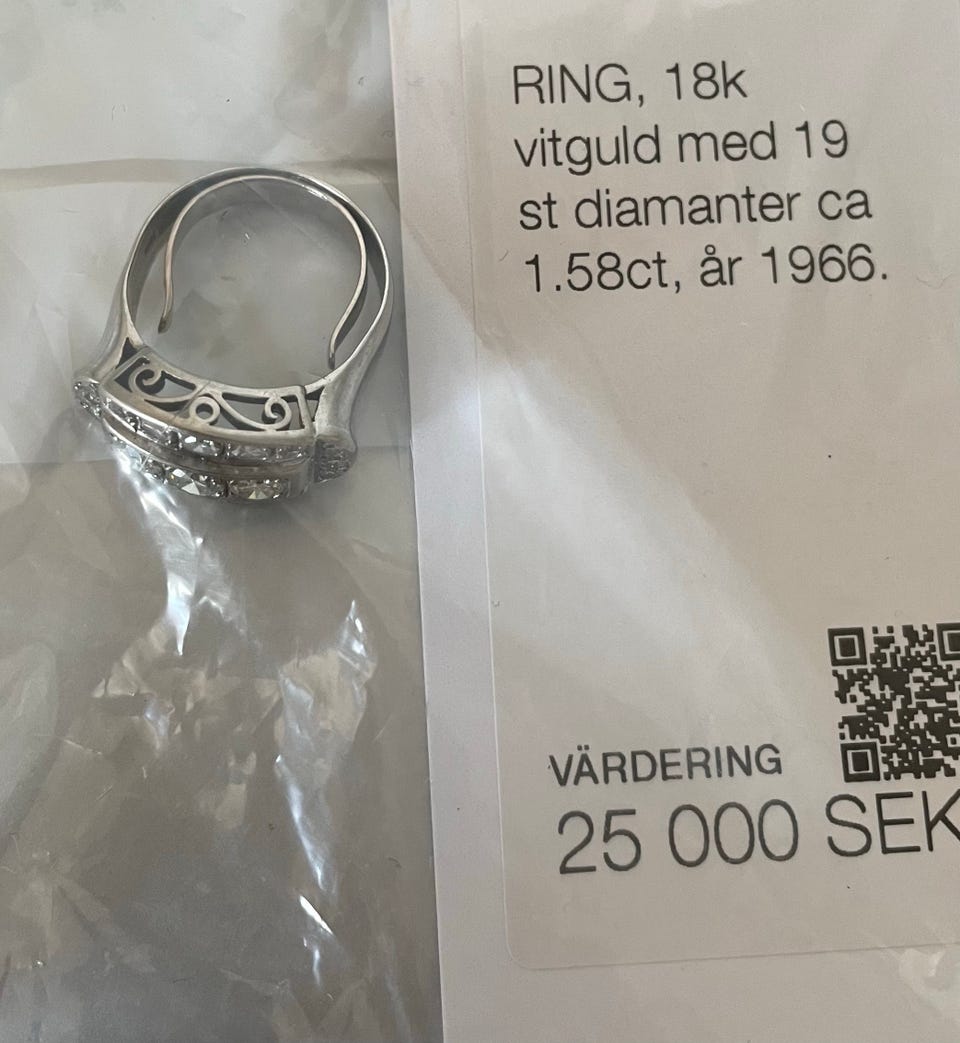 RING, 18k
vitguld med 19
st diamanter ca
1.58ct, år 1966.
VÄRDERING
25 000 SEK